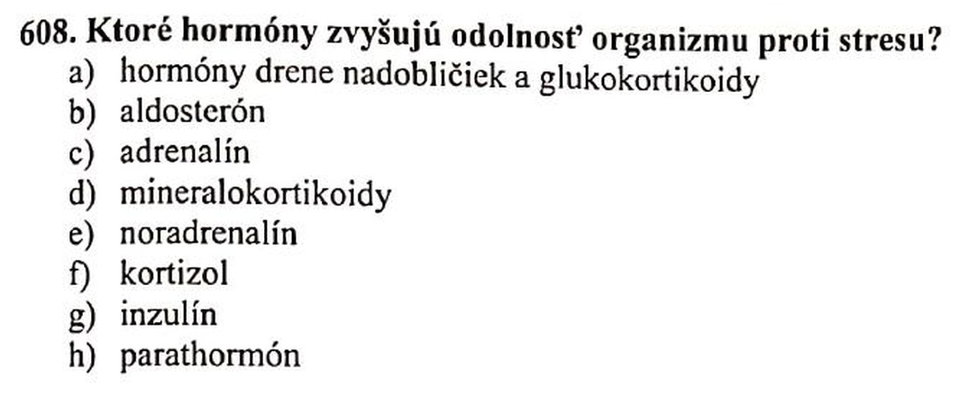 608. Ktoré hormóny zvyšujú odolnosť organizmu proti stresu?
a) hormóny drene nadobličiek a glukokortikoidy
b) aldosterón
c) adrenalín
d) mineralokortikoidy
e) noradrenalín
f) kortizol
g) inzulín
h) parathormón